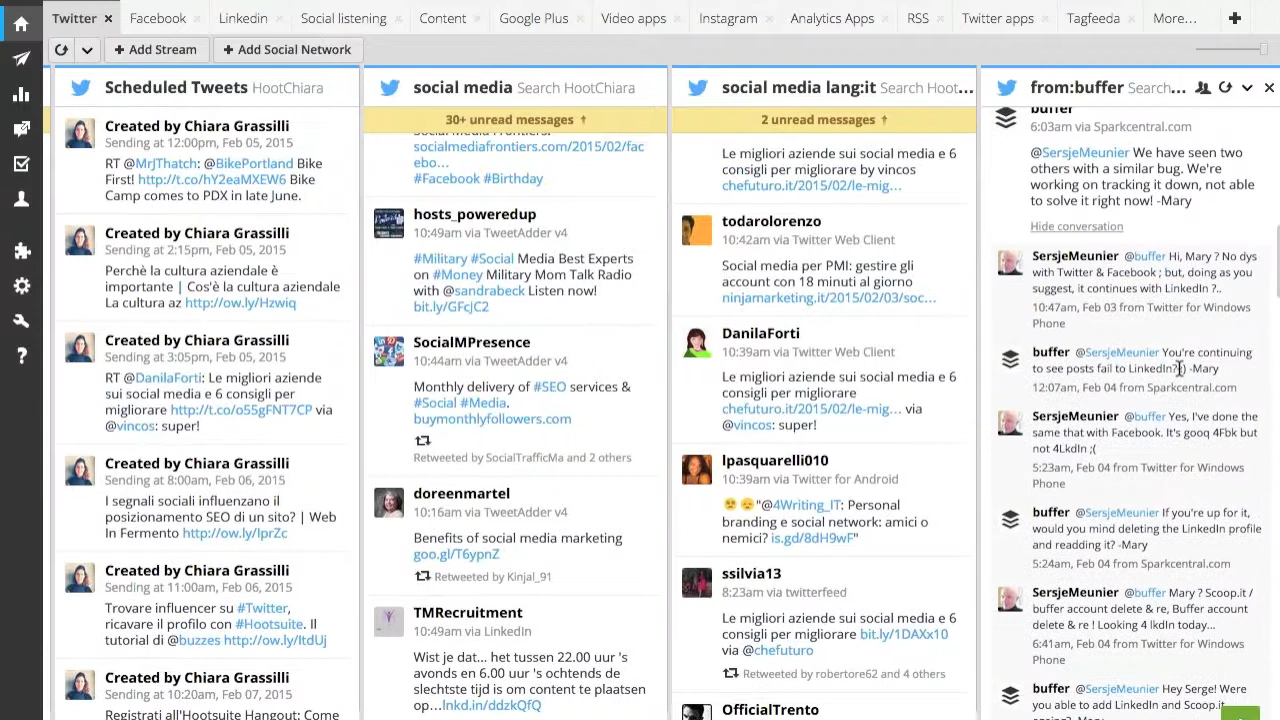 Twitter ×
Facebook ×
Linkedin ×
Social listening ×
Content ×
Google Plus ×
Video apps ×
Instagram ×
Analytics Apps ×
RSS ×
Twitter apps ×
Tagfeeda ×
More...
+ Add Stream
+ Add Social Network
Scheduled Tweets HootChiara
Created by Chiara Grassilli
Sending at 12:00pm, Feb 05, 2015
RT @MrJThatch: @BikePortland Bike
First! http://t.co/hY2eaMXEW6 Bike
Camp comes to PDX in late June.
Created by Chiara Grassilli
Sending at 2:15pm, Feb 05, 2015
Perchè la cultura aziendale è
importante | Cos'è la cultura aziendale
La cultura az http://ow.ly/Hzwiq
Created by Chiara Grassilli
Sending at 3:05pm, Feb 05, 2015
RT @DanilaForti: Le migliori aziende
sui social media e 6 consigli per
migliorare http://t.co/o55gFNT7CP via
@vincos: super!
Created by Chiara Grassilli
Sending at 8:00am, Feb 06, 2015
I segnali sociali influenzano il
posizionamento SEO di un sito? | Web
In Fermento http://ow.ly/IprZc
Created by Chiara Grassilli
Sending at 11:00am, Feb 06, 2015
Trovare influencer su #Twitter,
ricavare il profilo con #Hootsuite. Il
tutorial di @buzzes http://ow.ly/ItdUj
Created by Chiara Grassilli
Sending at 10:20am, Feb 07, 2015
Registrati all'Hootsuite Hangout: Come
social media Search HootChiara
30+ unread messages ↑
Social Media Frontiers.
socialmediafrontiers.com/2015/02/fac
ebo...
#Facebook #Birthday
hosts_poweredup
10:49am via TweetAdder v4
#Military #Social Media Best Experts
on #Money Military Mom Talk Radio
with @sandrabeck Listen now!
bit.ly/GFcjC2
SocialMPresence
10:44am via TweetAdder v4
Monthly delivery of #SEO services &
#Social #Media.
buymonthlyfollowers.com
Retweeted by SocialTrafficMa and 2 others
doreenmartel
10:16am via TweetAdder v4
Benefits of social media marketing
goo.gl/T6ypnZ
Retweeted by Kinjal_91
TMRecruitment
10:49am via LinkedIn
Wist je dat... het tussen 22.00 uur 's
avonds en 6.00 uur 's ochtends de
slechtste tijd is om content te plaatsen
op...lnkd.in/ddzkQfQ
social media lang:it Search Hoot...
2 unread messages ↑
Le migliori aziende sui social media e 6
consigli per migliorare by vincos
chefuturo.it/2015/02/le-mig...
todarolorenzo
10:42am via Twitter Web Client
Social media per PMI: gestire gli
account con 18 minuti al giorno
ninjamarketing.it/2015/02/03/soc...
DanilaForti
10:39am via Twitter Web Client
Le migliori aziende sui social media e 6
consigli per migliorare
chefuturo.it/2015/02/le-mig... via
@vincos: super!
lpasquarelli010
10:39am via Twitter for Android
"@4Writing_IT: Personal
branding e social network: amici o
nemici? is.gd/8dH9wF"
ssilvia13
8:23am via twitterfeed
Le migliori aziende sui social media e 6
consigli per migliorare bit.ly/1DAXx10
via @chefuturo
Retweeted by robertore62 and 4 others
OfficialTrento
from:buffer Search...
buffer
6:03am via Sparkcentral.com
@SersjeMeunier We have seen two
others with a similar bug. We're
working on tracking it down, not able
to solve it right now! -Mary
Hide conversation
SersjeMeunier @buffer Hi, Mary ? No dys
with Twitter & Facebook ; but, doing as you
suggest, it continues with LinkedIn ?..
10:47am, Feb 03 from Twitter for Windows
Phone
buffer @SersjeMeunier You're continuing
to see posts fail to LinkedIn? -Mary
12:07am, Feb 04 from Sparkcentral.com
SersjeMeunier @buffer Yes, I've done the
same that with Facebook. It's gooq 4Fbk but
not 4LkdIn ;(
5:23am, Feb 04 from Twitter for Windows
Phone
buffer @SersjeMeunier If you're up for it,
would you mind deleting the LinkedIn profile
and readding it? -Mary
5:24am, Feb 04 from Sparkcentral.com
SersjeMeunier @buffer Mary ? Scoop.it /
buffer account delete & re, Buffer account
delete & re ! Looking 4 lkdIn today...
6:41am, Feb 04 from Twitter for Windows
Phone
buffer @SersjeMeunier Hey Serge! Were
you able to add LinkedIn and Scoop.it